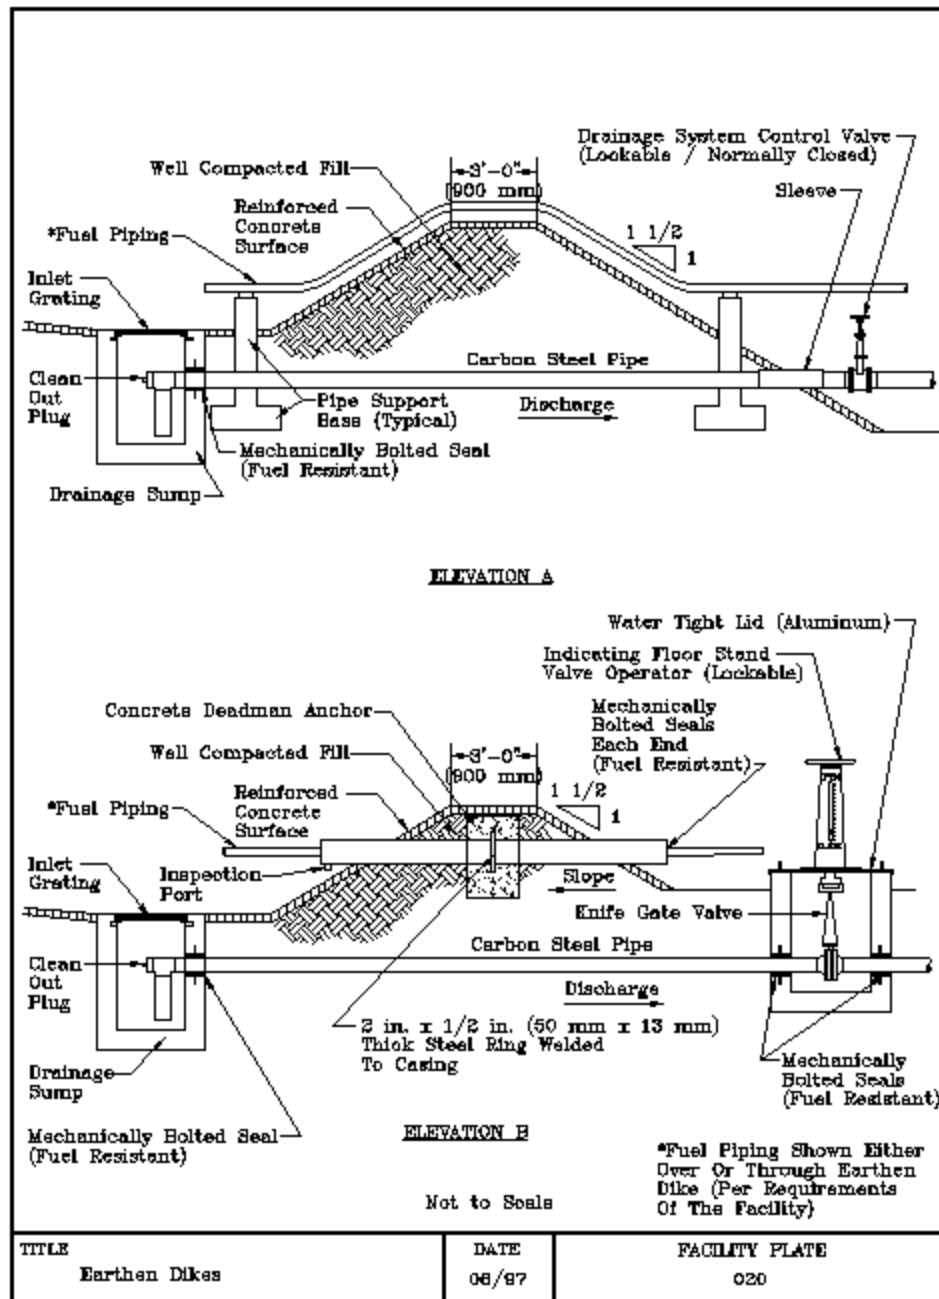 Drainage System Control Valve
(Lockable / Normally Closed)
Well Compacted Fill
3'-0"
(900 mm)
Sleeve
Reinforced
Concrete
Surface
*Fuel Piping
1 1/2
1
Inlet
Grating
Carbon Steel Pipe
Clean
Out
Plug
Pipe Support
Base (Typical)
Discharge
Mechanically Bolted Seal
(Fuel Resistant)
Drainage Sump
ELEVATION A
Water Tight Lid (Aluminum)
Indicating Floor Stand
Valve Operator (Lockable)
Concrete Deadman Anchor
Mechanically
Bolted Seals
Each End
(Fuel Resistant)
Well Compacted Fill
3'-0"
(900 mm)
Reinforced
Concrete
Surface
1 1/2
1
*Fuel Piping
Inlet
Grating
Inspection
Port
Slope
Knife Gate Valve
Carbon Steel Pipe
Clean
Out
Plug
Discharge
2 in. x 1/2 in. (50 mm x 13 mm)
Thick Steel Ring Welded
To Casing
Drainage
Sump
Mechanically
Bolted Seals
(Fuel Resistant)
Mechanically Bolted Seal
(Fuel Resistant)
ELEVATION B
*Fuel Piping Shown Either
Over Or Through Earthen
Dike (Per Requirements
Of The Facility)
Not to Scale
TITLE
Earthen Dikes
DATE
06/97
FACILITY PLATE
020